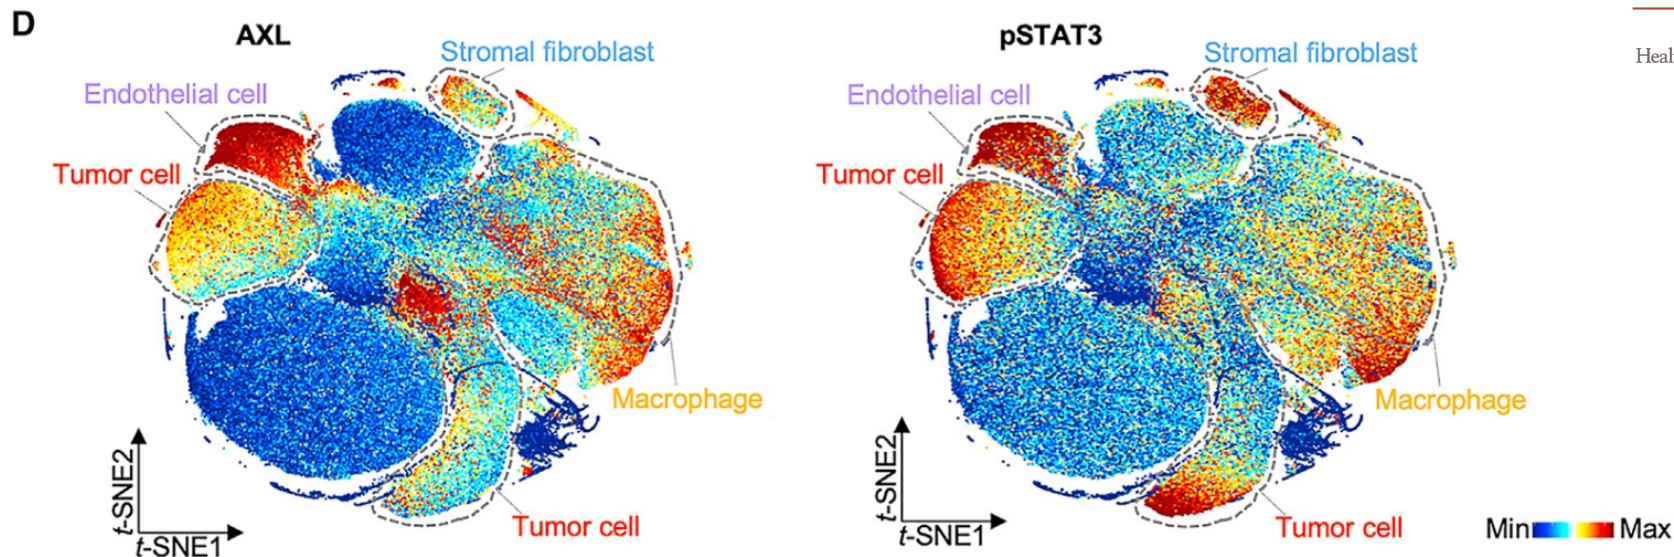 D
AXL
Stromal fibroblast
Endothelial cell
Tumor cell
Macrophage
Tumor cell
t-SNE2
t-SNE1
pSTAT3
Stromal fibroblast
Endothelial cell
Tumor cell
Macrophage
Tumor cell
t-SNE2
t-SNE1
Min Max